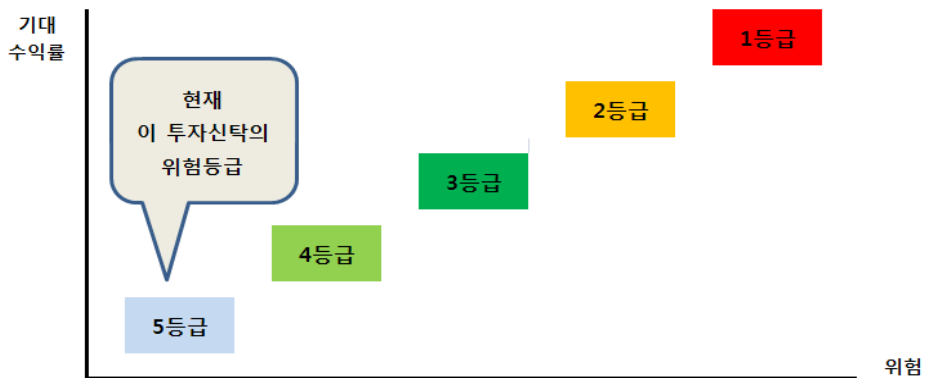 기대
수익률
1등급
현재
이 투자신탁의
위험등급
2등급
3등급
4등급
5등급
위험